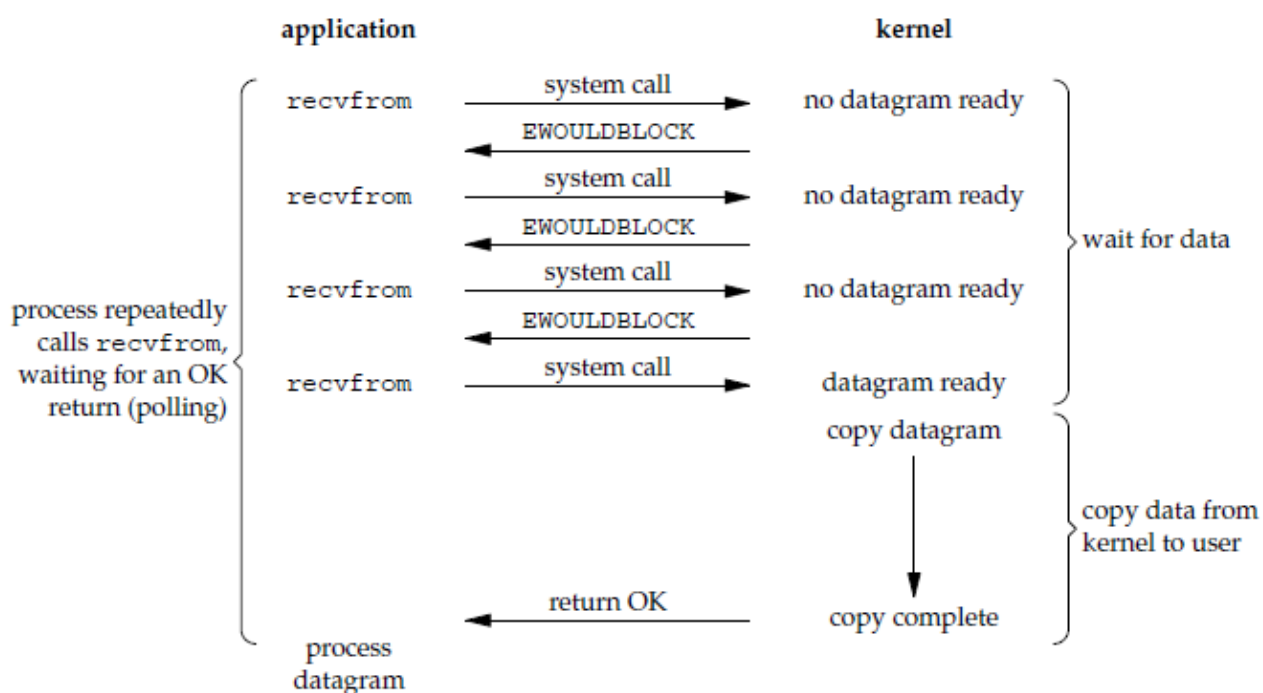 application kernel
recvfrom system call no datagram ready
EWOULDBLOCK
recvfrom system call no datagram ready
EWOULDBLOCK
wait for data
recvfrom system call no datagram ready
process repeatedly
calls recvfrom,
waiting for an OK
return (polling)
EWOULDBLOCK
recvfrom system call datagram ready
copy datagram
copy data from
kernel to user
return OK copy complete
process
datagram